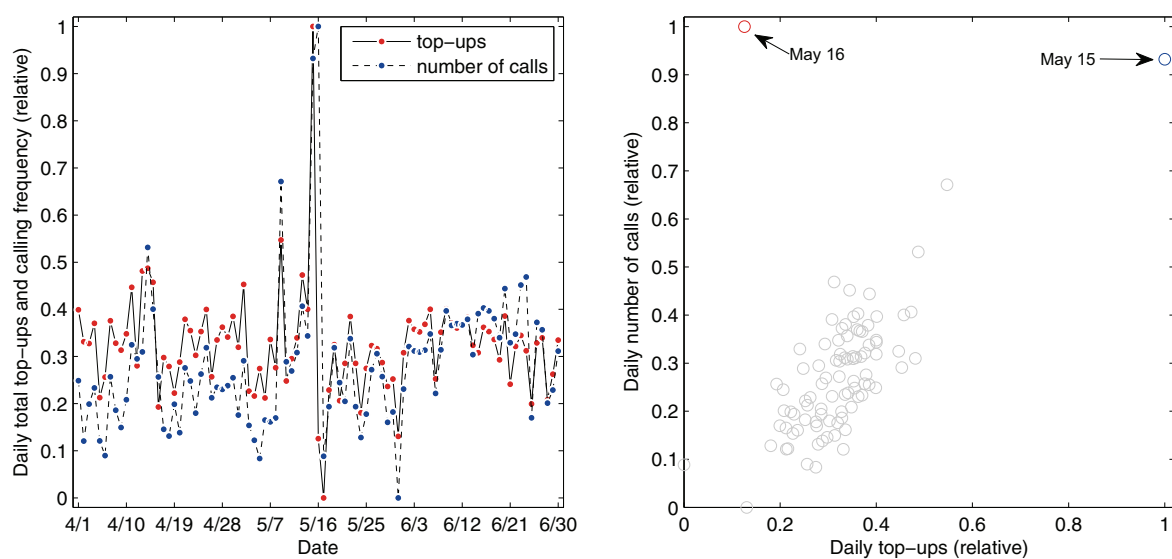 Daily total top-ups and calling frequency (relative)
1
0.9
0.8
0.7
0.6
0.5
0.4
0.3
0.2
0.1
0
top-ups
number of calls
4/1 4/10 4/19 4/28 5/7 5/16 5/25 6/3 6/12 6/21 6/30
Date
Daily number of calls (relative)
1
0.9
0.8
0.7
0.6
0.5
0.4
0.3
0.2
0.1
0
May 16
May 15
0 0.2 0.4 0.6 0.8 1
Daily top-ups (relative)